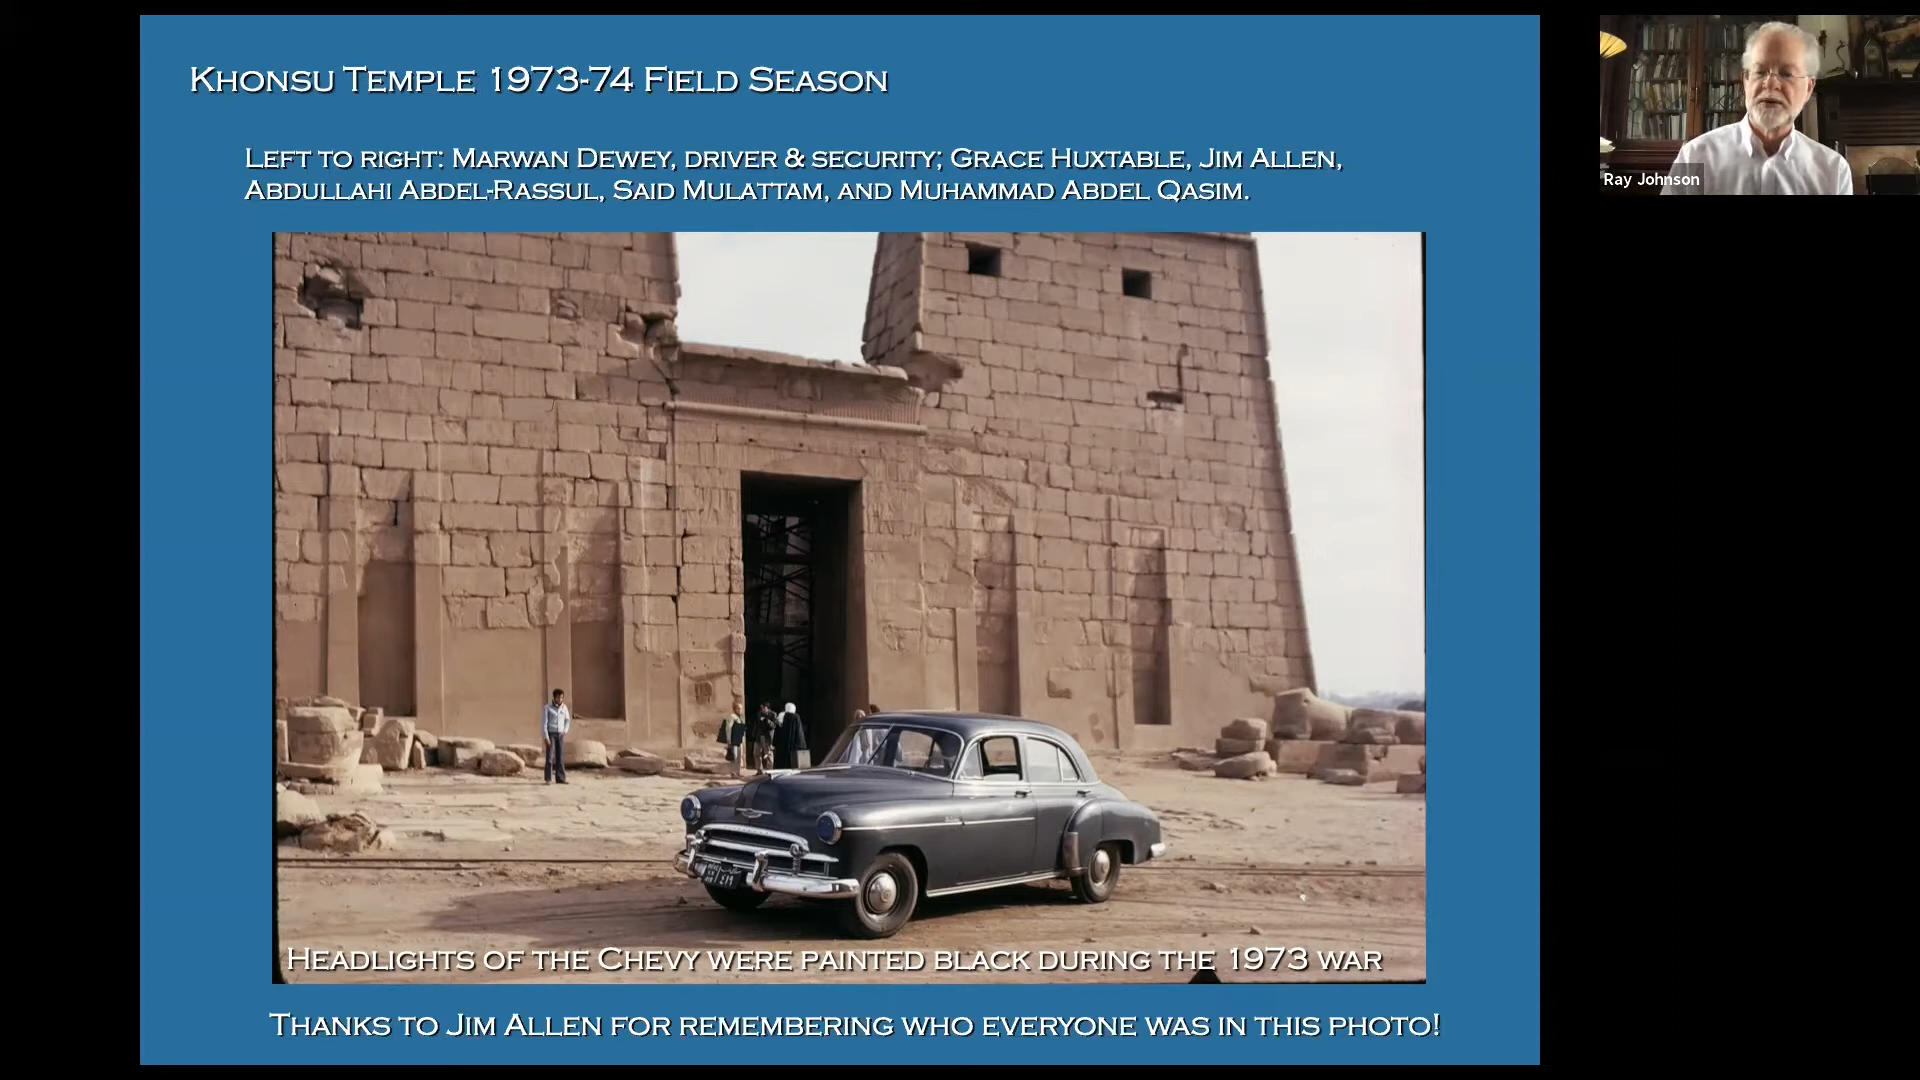 Khonsu Temple 1973-74 Field Season
Left to right: Marwan Dewey, driver & security; Grace Huxtable, Jim Allen,
Abdullahi Abdel-Rassul, Said Mulattam, and Muhammad Abdel Qasim.
Headlights of the Chevy were painted black during the 1973 war
Thanks to Jim Allen for remembering who everyone was in this photo!
Ray Johnson